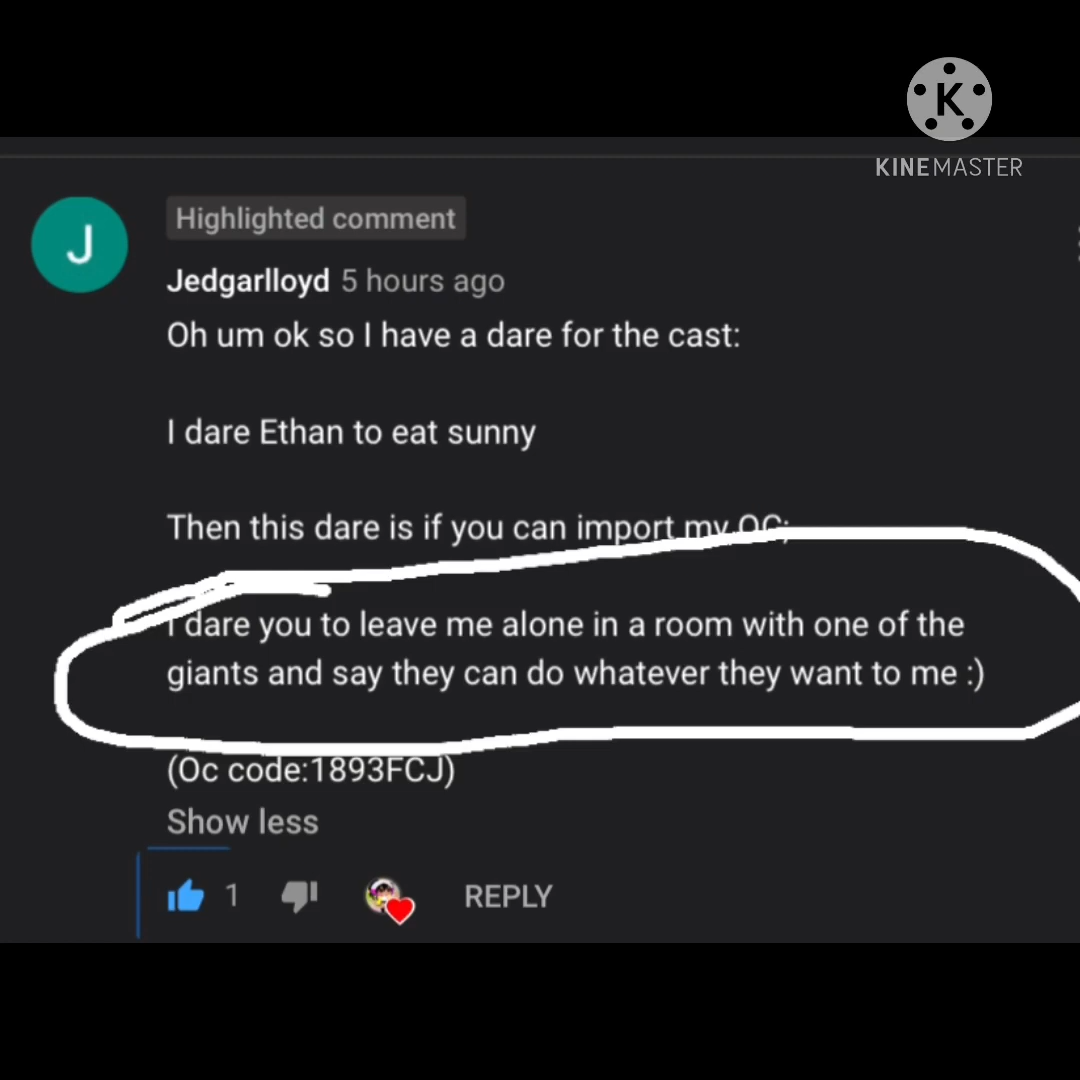 K
KINEMASTER
J
Highlighted comment
Jedgarlloyd 5 hours ago
Oh um ok so I have a dare for the cast:
I dare Ethan to eat sunny
Then this dare is if you can import my OC;
I dare you to leave me alone in a room with one of the
giants and say they can do whatever they want to me :)
(Oc code:1893FCJ)
Show less
1
REPLY